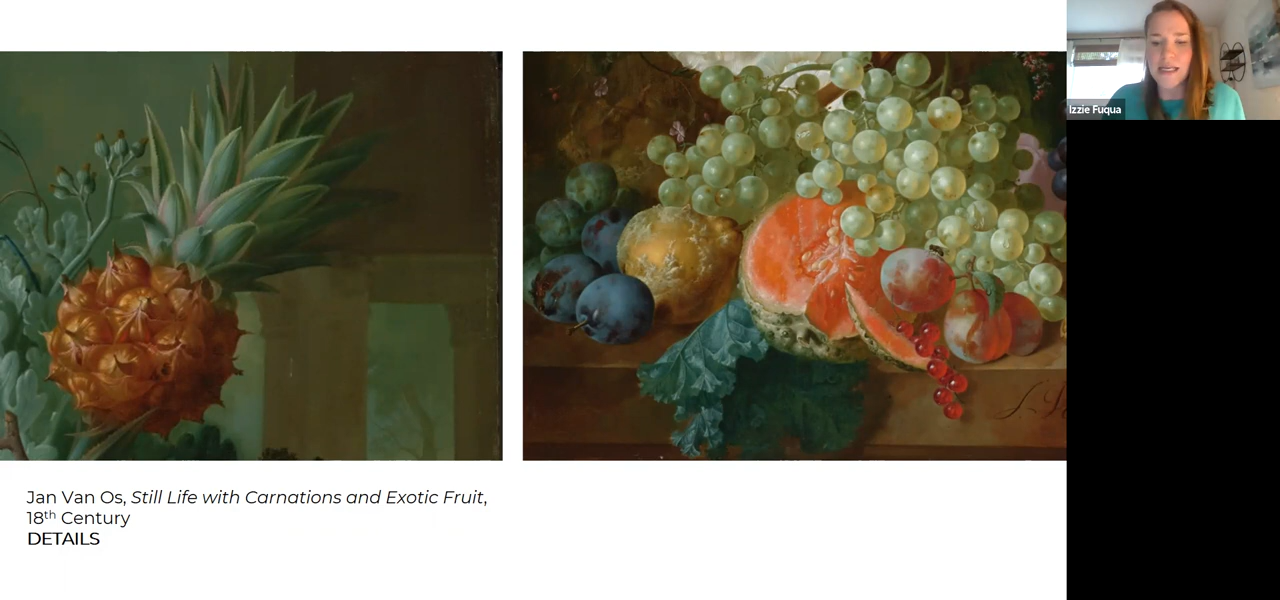 Izzie Fuqua
Jan Van Os, Still Life with Carnations and Exotic Fruit,
18th Century
DETAILS